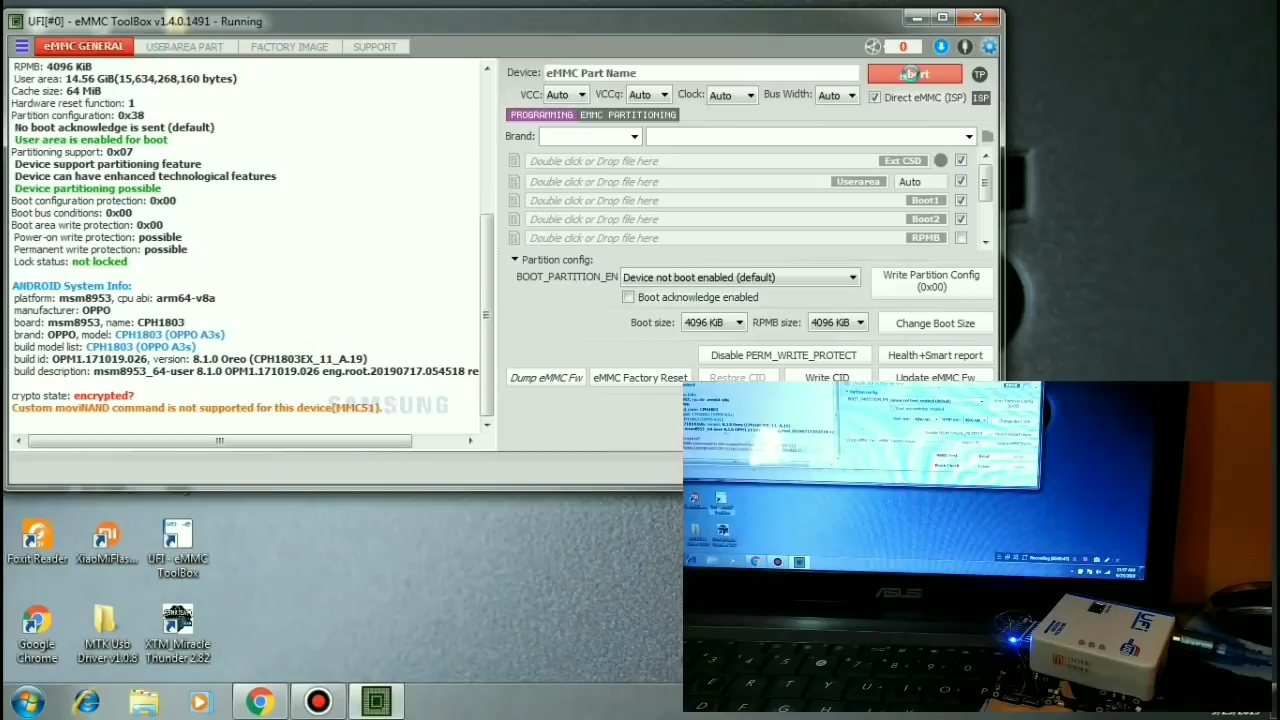 UFI[#0] - eMMC ToolBox v1.4.0.1491 - Running
eMMC GENERAL
USERAREA PART
FACTORY IMAGE
SUPPORT
0
RPMB: 4096 KiB
User area: 14.56 GiB(15,634,268,160 bytes)
Cache size: 64 MiB
Hardware reset function: 1
Partition configuration: 0x38
No boot acknowledge is sent (default)
User area is enabled for boot
Partitioning support: 0x07
Device support partitioning feature
Device can have enhanced technological features
Device partitioning possible
Boot configuration protection: 0x00
Boot bus conditions: 0x00
Boot area write protection: 0x00
Power-on write protection: possible
Permanent write protection: possible
Lock status: not locked
ANDROID System Info:
platform: msm8953, cpu abi: arm64-v8a
manufacturer: OPPO
board: msm8953, name: CPH1803
brand: OPPO, model: CPH1803 (OPPO A3s)
build model list: CPH1803 (OPPO A3s)
build id: OPM1.171019.026, version: 8.1.0 Oreo (CPH1803EX_11_A.19)
build description: msm8953_64-user 8.1.0 OPM1.171019.026 eng.root.20190717.054518 re
crypto state: encrypted?
Custom moviNAND command is not supported for this device(MMC51).
SAMSUNG
Device: eMMC Part Name
TP
VCC: Auto VCCq: Auto Clock: Auto Bus Width: Auto
Direct eMMC (ISP) ISP
PROGRAMMING EMMC PARTITIONING
Brand:
Double click or Drop file here Ext CSD
Double click or Drop file here Userarea Auto
Double click or Drop file here Boot1
Double click or Drop file here Boot2
Double click or Drop file here RPMB
Partition config:
BOOT_PARTITION_EN Device not boot enabled (default)
Write Partition Config
(0x00)
Boot acknowledge enabled
Boot size: 4096 KiB RPMB size: 4096 KiB Change Boot Size
Disable PERM_WRITE_PROTECT Health+Smart report
Dump eMMC Fw eMMC Factory Reset Restore CID Write CID Update eMMC Fw
Foxit Reader
XiaoMiFlas...
UFI - eMMC
ToolBox
Google
Chrome
MTK Usb
Driver v1.0.8
XTM_Miracle
Thunder 2.82
ASUS
UFi